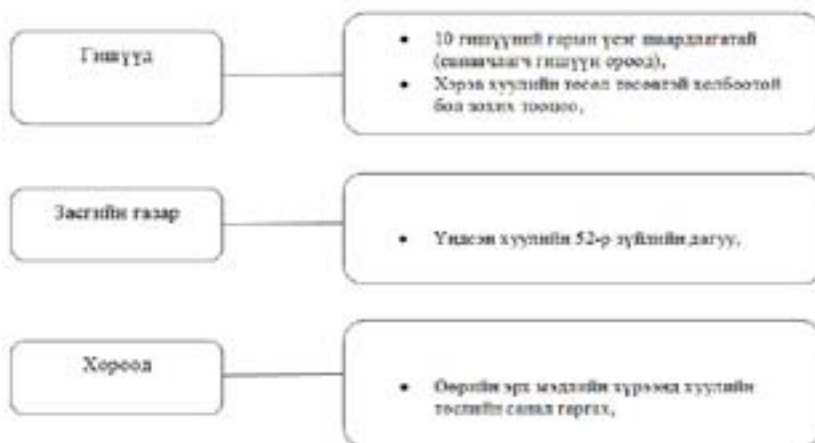 Гишүүд
• 10 гишүүний гарын үсэг шаардлагатай
(санаачлагч гишүүн ороод),
• Хэрэв хуулийн төсөл төсөвтэй холбоотой
бол зохих тооцоо,
Засгийн газар
• Үндсэн хуулийн 52-р зүйлийн дагуу,
Хороод
• Өөрийн эрх мэдлийн хүрээнд хуулийн
төслийн санал гаргах,